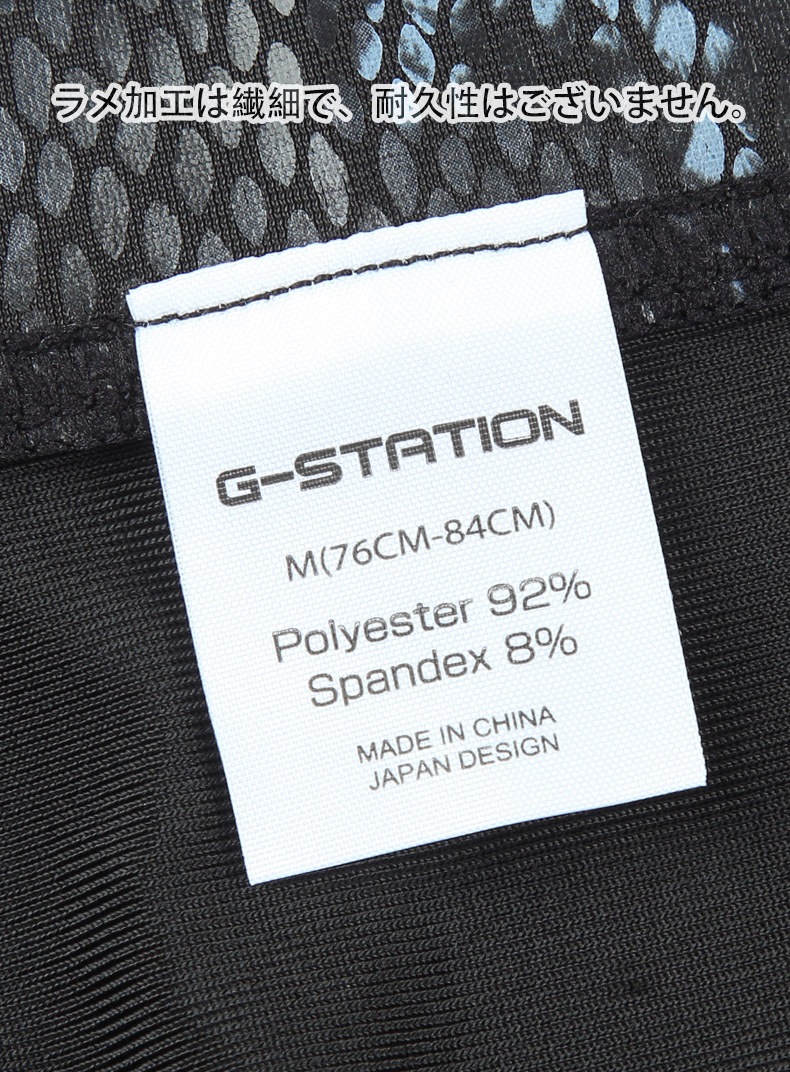 ラメ加工は繊細で、耐久性はございません。
G-STATION
M(76CM-84CM)
Polyester 92%
Spandex 8%
MADE IN CHINA
JAPAN DESIGN